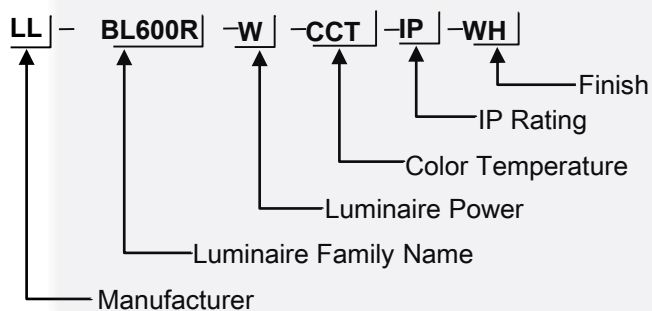 LL – BL600R –W –CCT –IP –WH
Finish
IP Rating
Color Temperature
Luminaire Power
Luminaire Family Name
Manufacturer